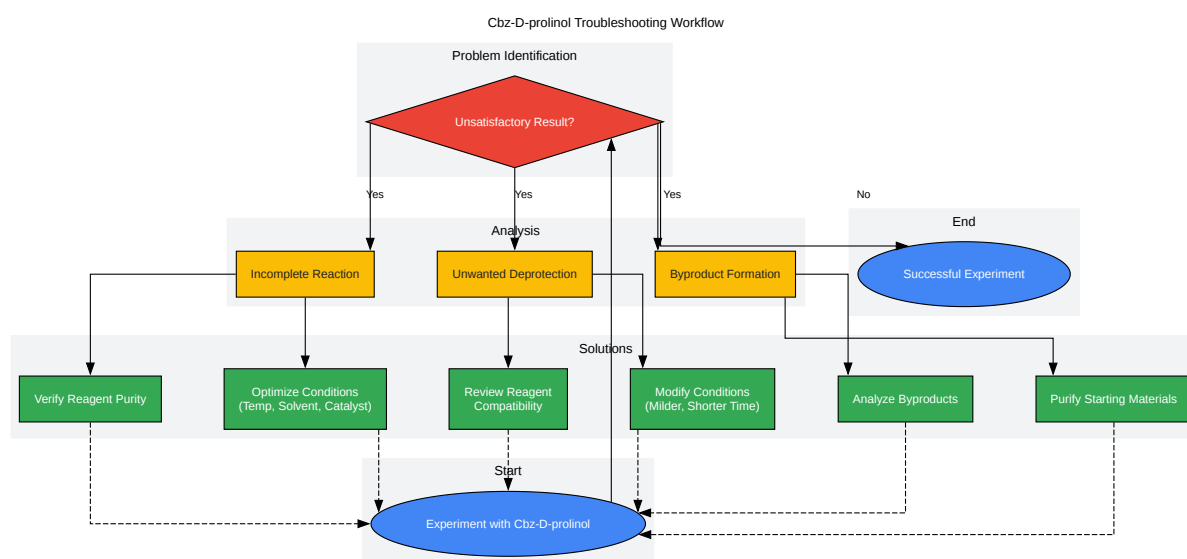 Cbz-D-prolinol Troubleshooting Workflow
Problem Identification
Unsatisfactory Result?
Yes
Yes
Yes
No
Analysis
End
Incomplete Reaction
Unwanted Deprotection
Byproduct Formation
Successful Experiment
Solutions
Verify Reagent Purity
Optimize Conditions
(Temp, Solvent, Catalyst)
Review Reagent
Compatibility
Modify Conditions
(Milder, Shorter Time)
Analyze Byproducts
Purify Starting Materials
Start
Experiment with Cbz-D-prolinol